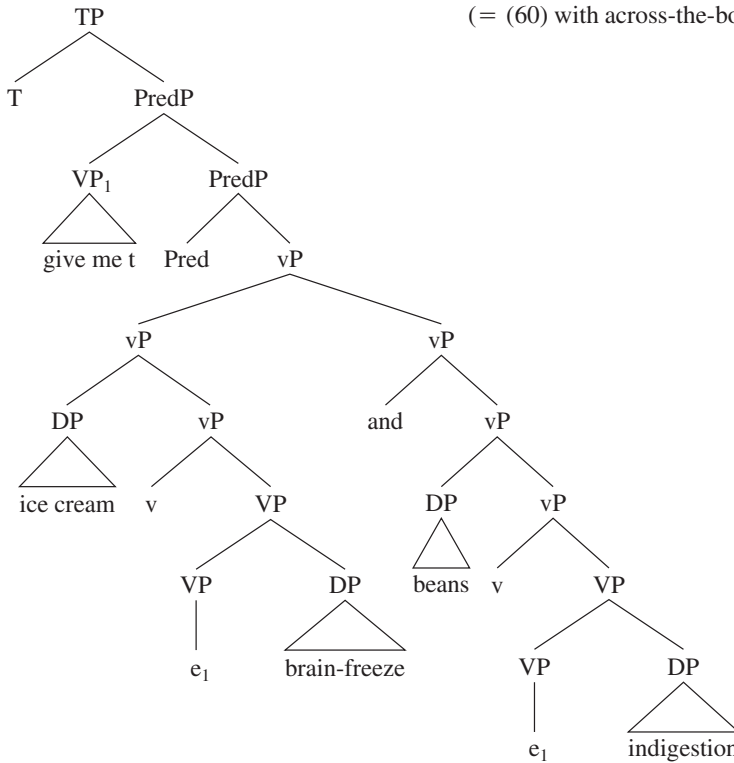 (= (60) with across-the-bo
TP
T PredP
VP₁ PredP
give me t Pred vP
vP vP
DP vP and vP
ice cream v VP DP vP
beans v
VP DP VP
e₁ brain-freeze VP DP
e₁ indigestion